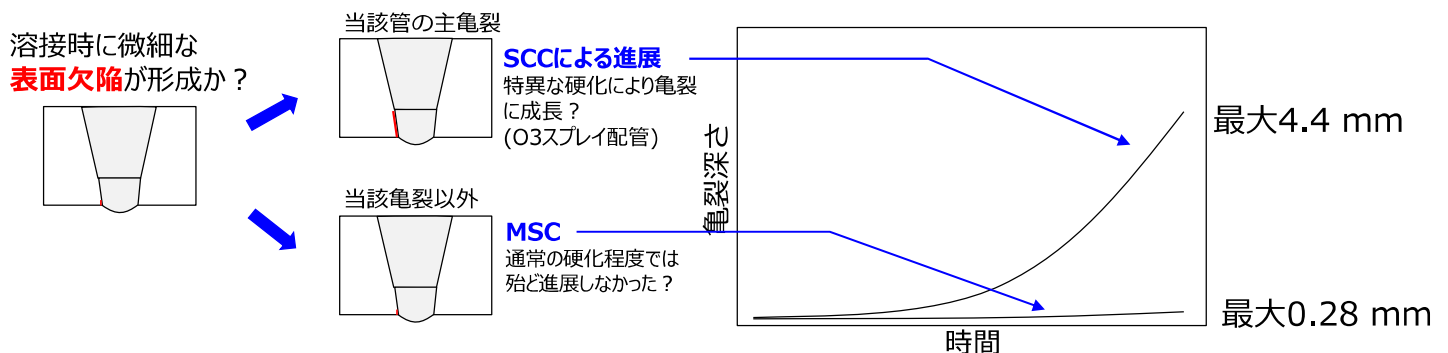 溶接時に微細な
表面欠陥が形成か？
当該管の主亀裂
SCCによる進展
特異な硬化により亀裂
に成長？
(O3スプレイ配管)
当該亀裂以外
MSC
通常の硬化程度では
殆ど進展しなかった？
亀裂深さ
時間
最大4.4 mm
最大0.28 mm